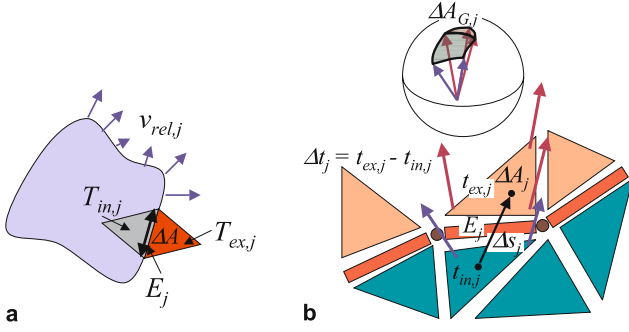 v_{rel,j}
T_{in,j}
ΔA
T_{ex,j}
E_j
a
ΔA_{G,j}
Δt_j = t_{ex,j} - t_{in,j}
t_{ex,j} ΔA_j
E_j
Δs_j
t_{in,j}
b